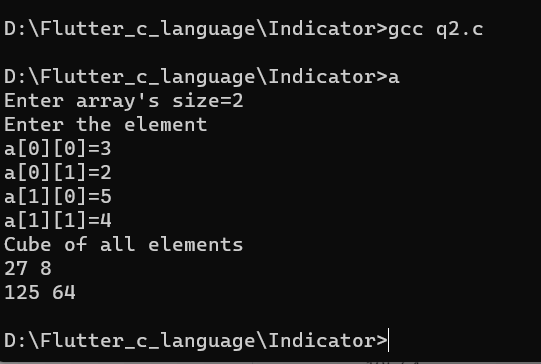 D:\Flutter_c_language\Indicator>gcc q2.c
D:\Flutter_c_language\Indicator>a
Enter array's size=2
Enter the element
a[0][0]=3
a[0][1]=2
a[1][0]=5
a[1][1]=4
Cube of all elements
27 8
125 64
D:\Flutter_c_language\Indicator>